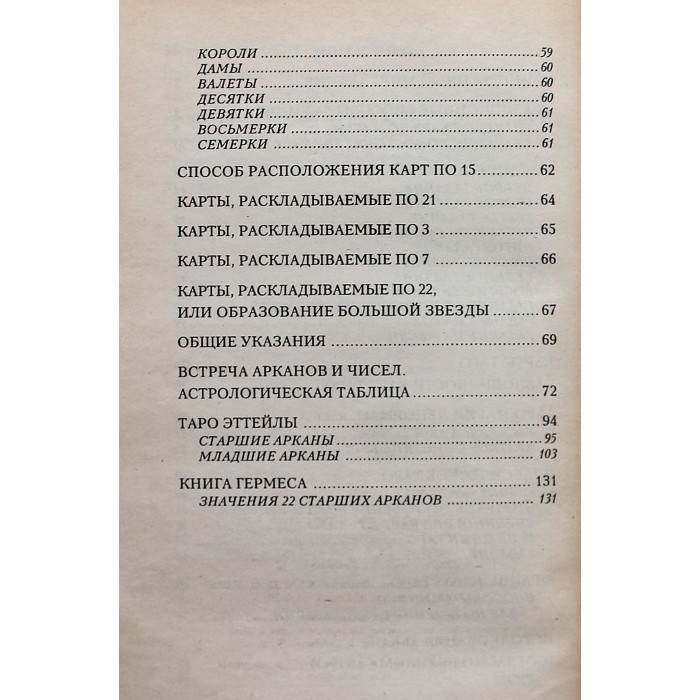 КОРОЛИ 59
ДАМЫ 60
ВАЛЕТЫ 60
ДЕСЯТКИ 60
ДЕВЯТКИ 61
ВОСЬМЕРКИ 61
СЕМЕРКИ 61
СПОСОБ РАСПОЛОЖЕНИЯ КАРТ ПО 15 62
КАРТЫ, РАСКЛАДЫВАЕМЫЕ ПО 21 64
КАРТЫ, РАСКЛАДЫВАЕМЫЕ ПО 3 65
КАРТЫ, РАСКЛАДЫВАЕМЫЕ ПО 7 66
КАРТЫ, РАСКЛАДЫВАЕМЫЕ ПО 22,
ИЛИ ОБРАЗОВАНИЕ БОЛЬШОЙ ЗВЕЗДЫ 67
ОБЩИЕ УКАЗАНИЯ 69
ВСТРЕЧА АРКАНОВ И ЧИСЕЛ.
АСТРОЛОГИЧЕСКАЯ ТАБЛИЦА 72
ТАРО ЭТТЕЙЛЫ 94
СТАРШИЕ АРКАНЫ 95
МЛАДШИЕ АРКАНЫ 103
КНИГА ГЕРМЕСА 131
ЗНАЧЕНИЯ 22 СТАРШИХ АРКАНОВ 131